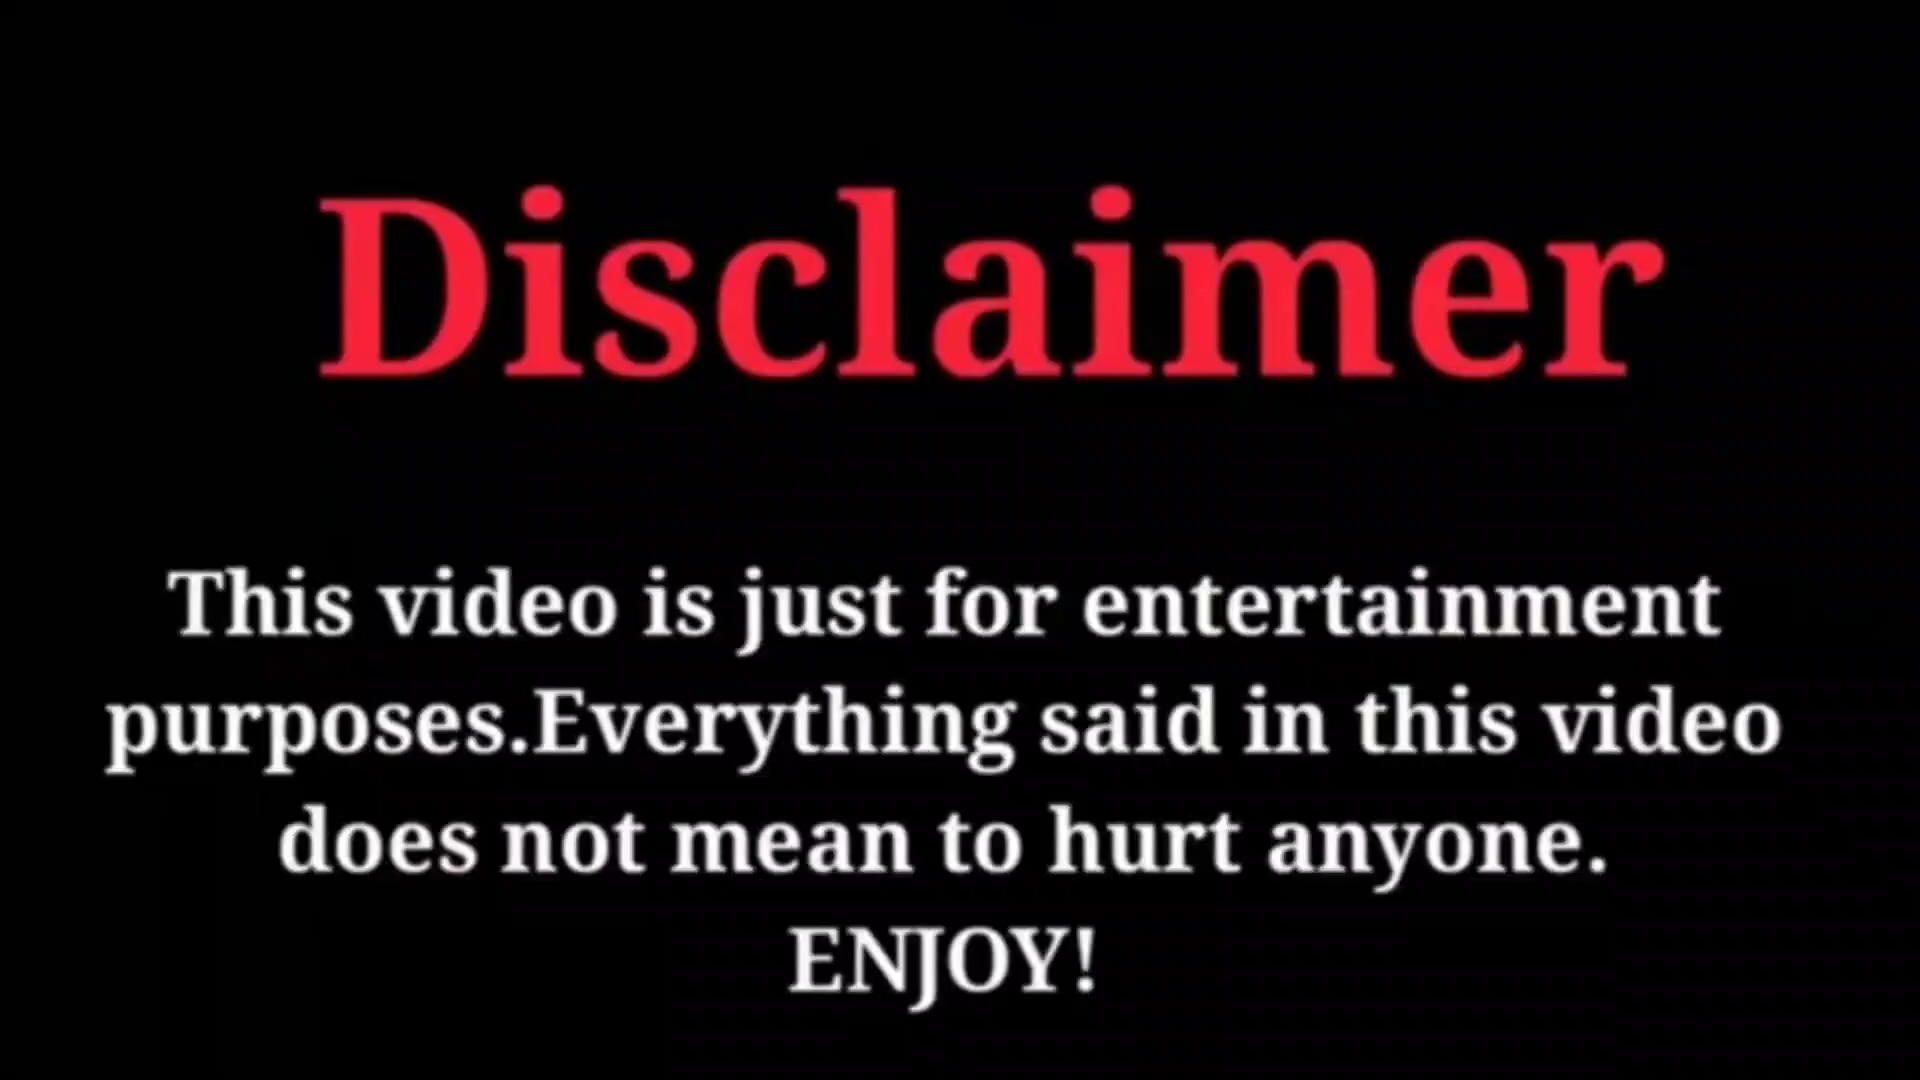 Disclaimer
This video is just for entertainment
purposes.Everything said in this video
does not mean to hurt anyone.
ENJOY!